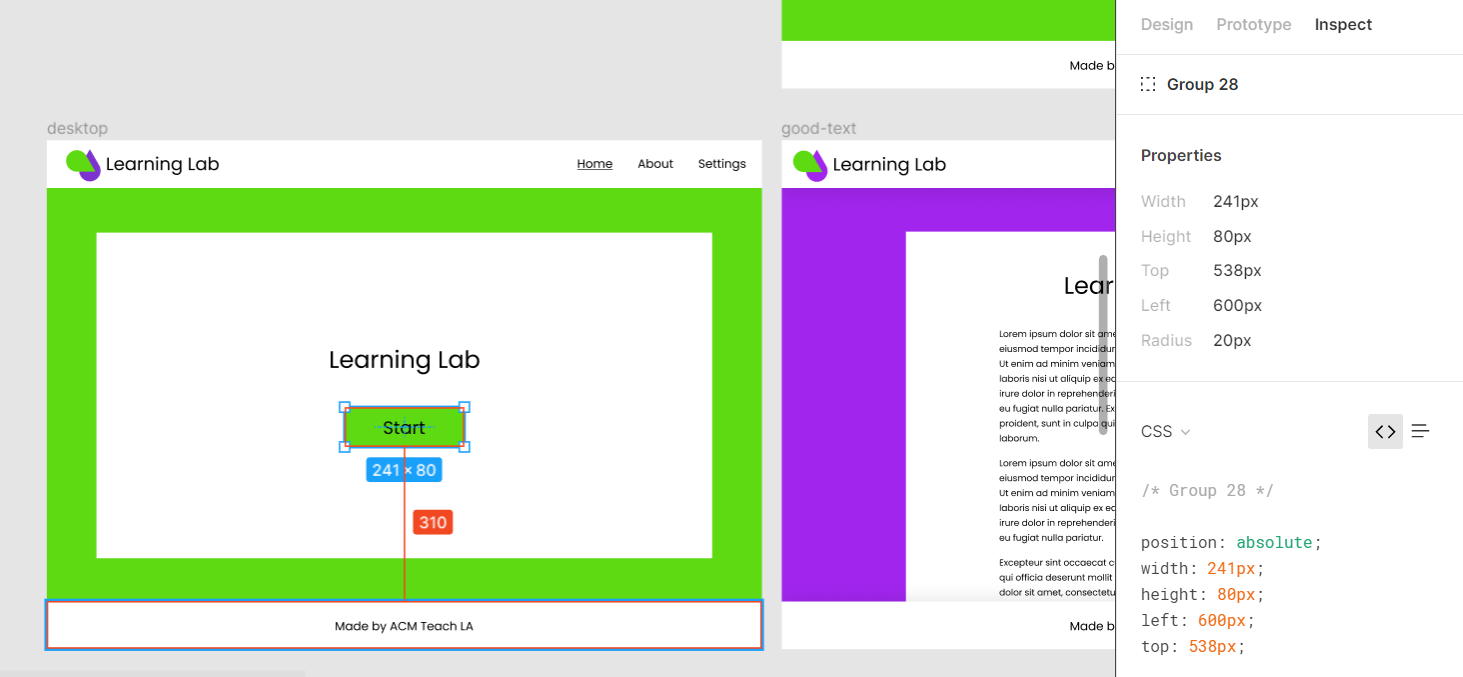 Design Prototype Inspect
Made by
Group 28
desktop
good-text
Learning Lab
Home About Settings
Learning Lab
Properties
Width 241px
Height 80px
Top 538px
Left 600px
Radius 20px
Learning Lab
Start
241 × 80
310
Made by ACM Teach LA
Lear
Lorem ipsum dolor sit ame
eiusmod tempor incididur
Ut enim ad minim veniam
laboris nisi ut aliquip ex ec
irure dolor in reprehenderi
eu fugiat nulla pariatur. Ex
proident, sunt in culpa qui
laborum.
Lorem ipsum dolor sit ame
eiusmod tempor incididur
Ut enim ad minim veniam
laboris nisi ut aliquip ex ec
irure dolor in reprehenderi
eu fugiat nulla pariatur.
Excepteur sint occaecat c
qui officia deserunt mollit
dolor sit amet, consectetu
Made by
CSS
/* Group 28 */
position: absolute;
width: 241px;
height: 80px;
left: 600px;
top: 538px;